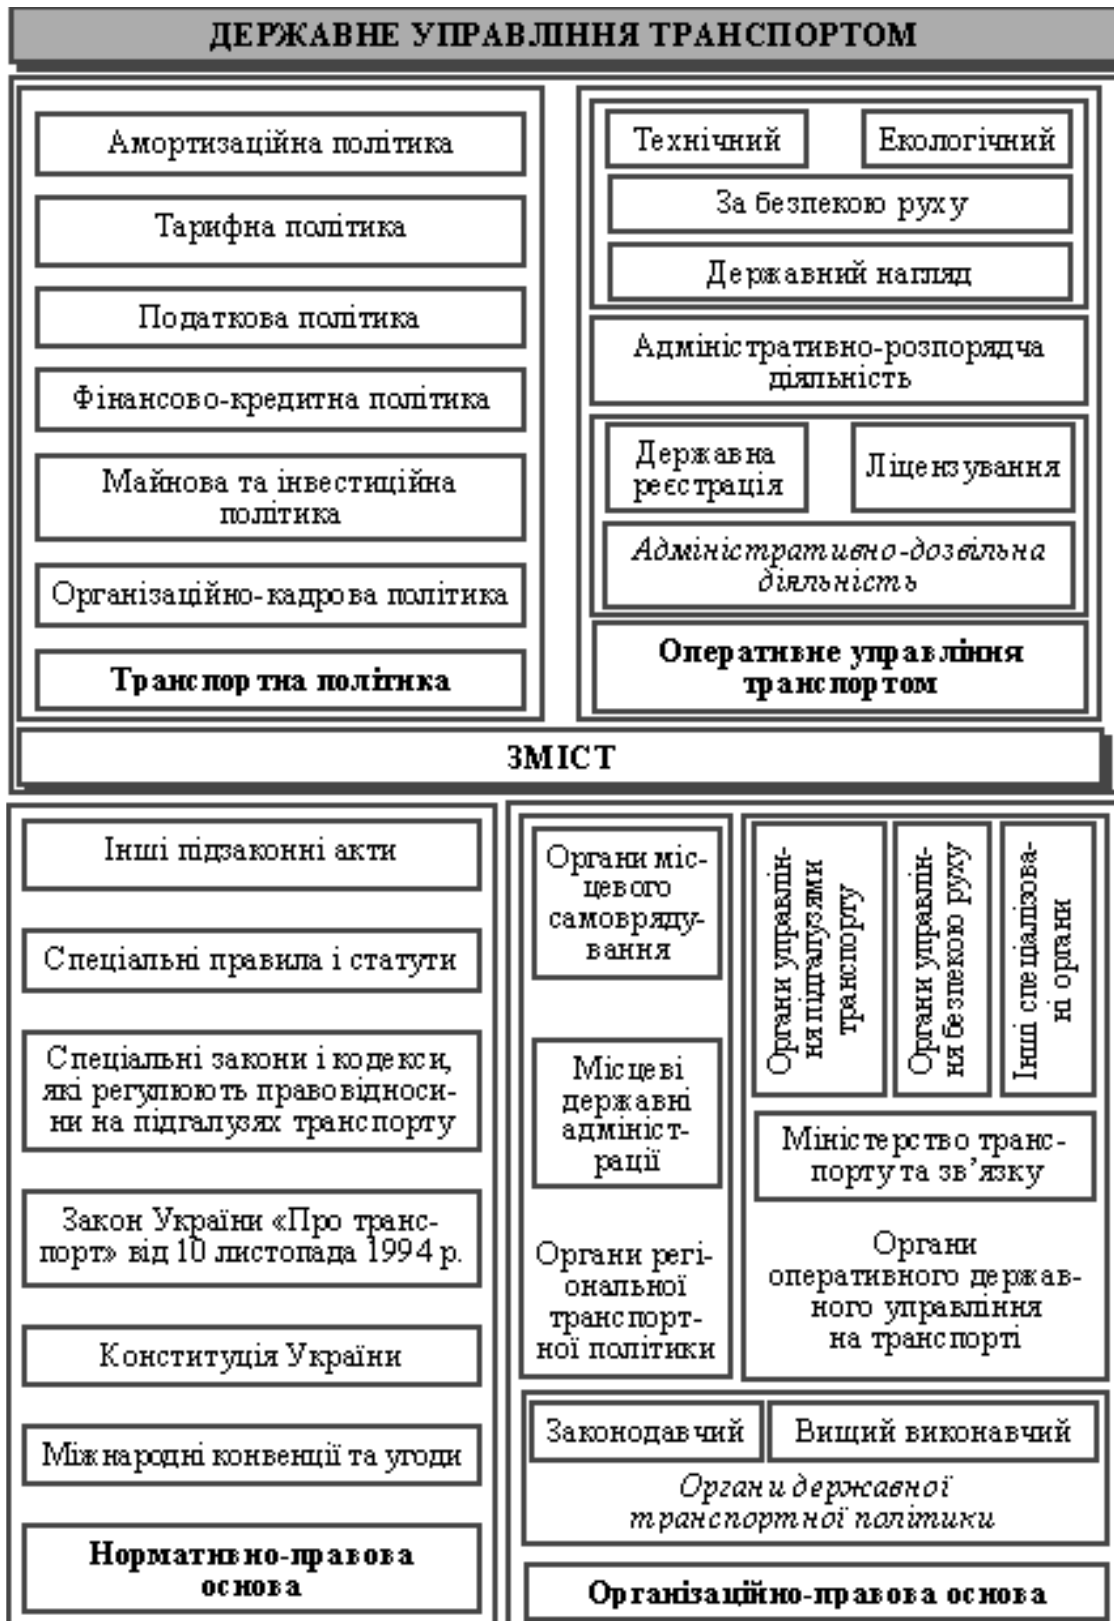 ДЕРЖАВНЕ УПРАВЛІННЯ ТРАНСПОРТОМ
Амортизаційна політика
Тарифна політика
Податкова політика
Фінансово-кредитна політика
Майнова та інвестиційна
політика
Організаційно-кадрова політика
Транспортна політика
Технічний
Екологічний
За безпекою руху
Державний нагляд
Адміністративно-розпорядча
діяльність
Державна
реєстрація
Ліцензування
Адміністративно-дозвільна
діяльність
Оперативне управління
транспортом
ЗМІСТ
Інші підзаконні акти
Спеціальні правила і статути
Спеціальні закони і кодекси,
які регулюють правовідноси-
ни на підгалузях транспорту
Закон України «Про транс-
порт» від 10 листопада 1994 р.
Конституція України
Міжнародні конвенції та угоди
Нормативно-правова
основа
Органи міс-
цевого
самовряду-
вання
Місцеві
державні
адмініст-
рації
Органи регі-
ональної
транспорт-
ної політики
Органи управлін-
ня підгалузями
транспорту
Органи управлін-
ня безпекою руху
Інші спеціалізова-
ні органи
Міністерство транс-
порту та зв’язку
Органи
оперативного держав-
ного управління
на транспорті
Законодавчий
Вищий виконавчий
Органи державної
транспортної політики
Організаційно-правова основа